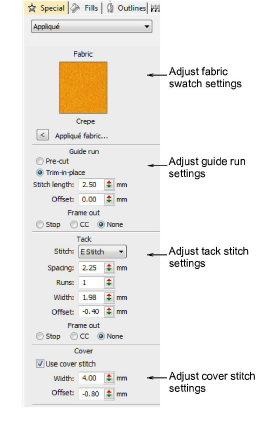 Special Fills Outlines
Appliqué
Fabric
Adjust fabric
swatch settings
Crepe
< Appliqué fabric...
Guide run
Pre-cut
Adjust guide run
settings
Trim-in-place
Stitch length: 2.50 mm
Offset: 0.00 mm
Frame out
Stop CC None
Tack
Stitch: E Stitch
Adjust tack stitch
settings
Spacing: 2.25 mm
Runs: 1
Width: 1.98 mm
Offset: -0.40 mm
Frame out
Stop CC None
Cover
Use cover stitch
Width: 4.00 mm
Adjust cover stitch
settings
Offset: -0.80 mm